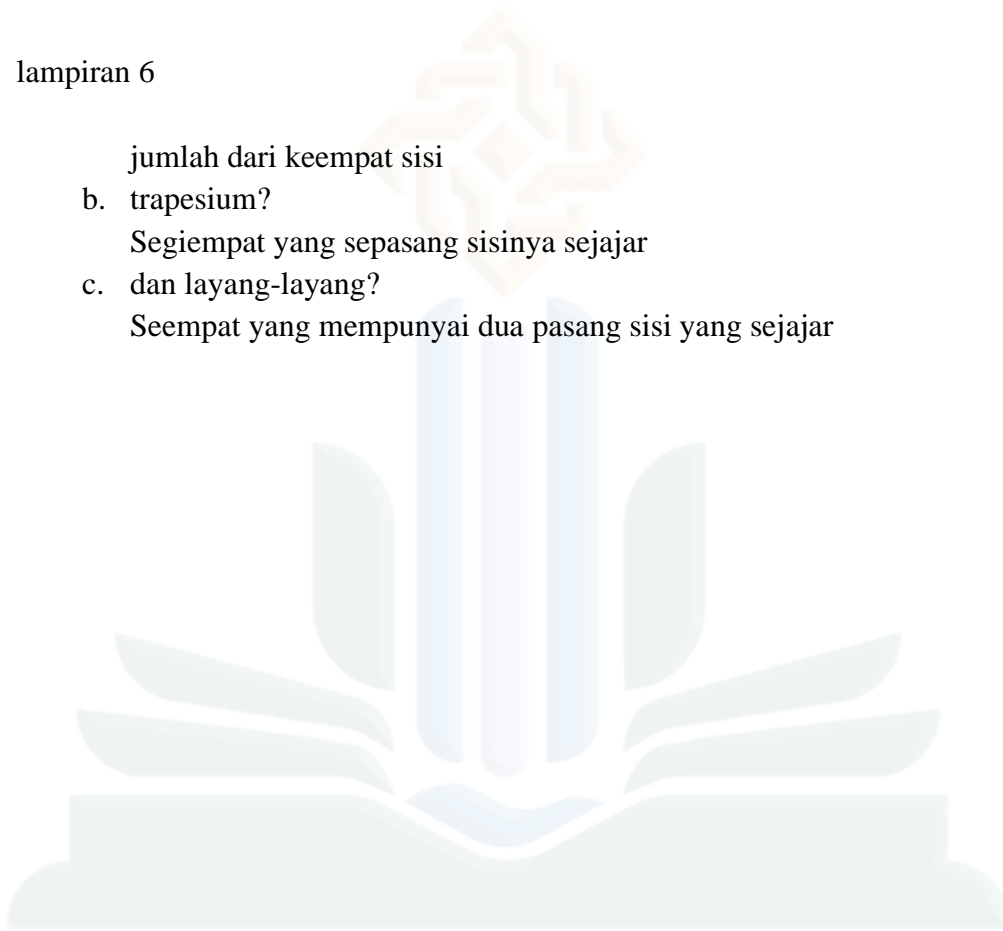 lampiran 6
jumlah dari keempat sisi
b. trapesium?
Segiempat yang sepasang sisinya sejajar
c. dan layang-layang?
Seempat yang mempunyai dua pasang sisi yang sejajar